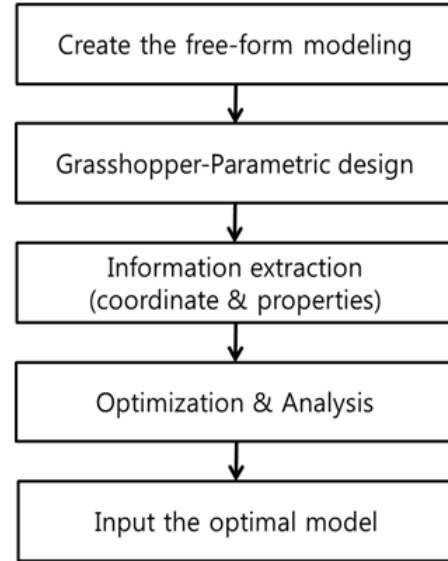 Create the free-form modeling
Grasshopper-Parametric design
Information extraction
(coordinate & properties)
Optimization & Analysis
Input the optimal model